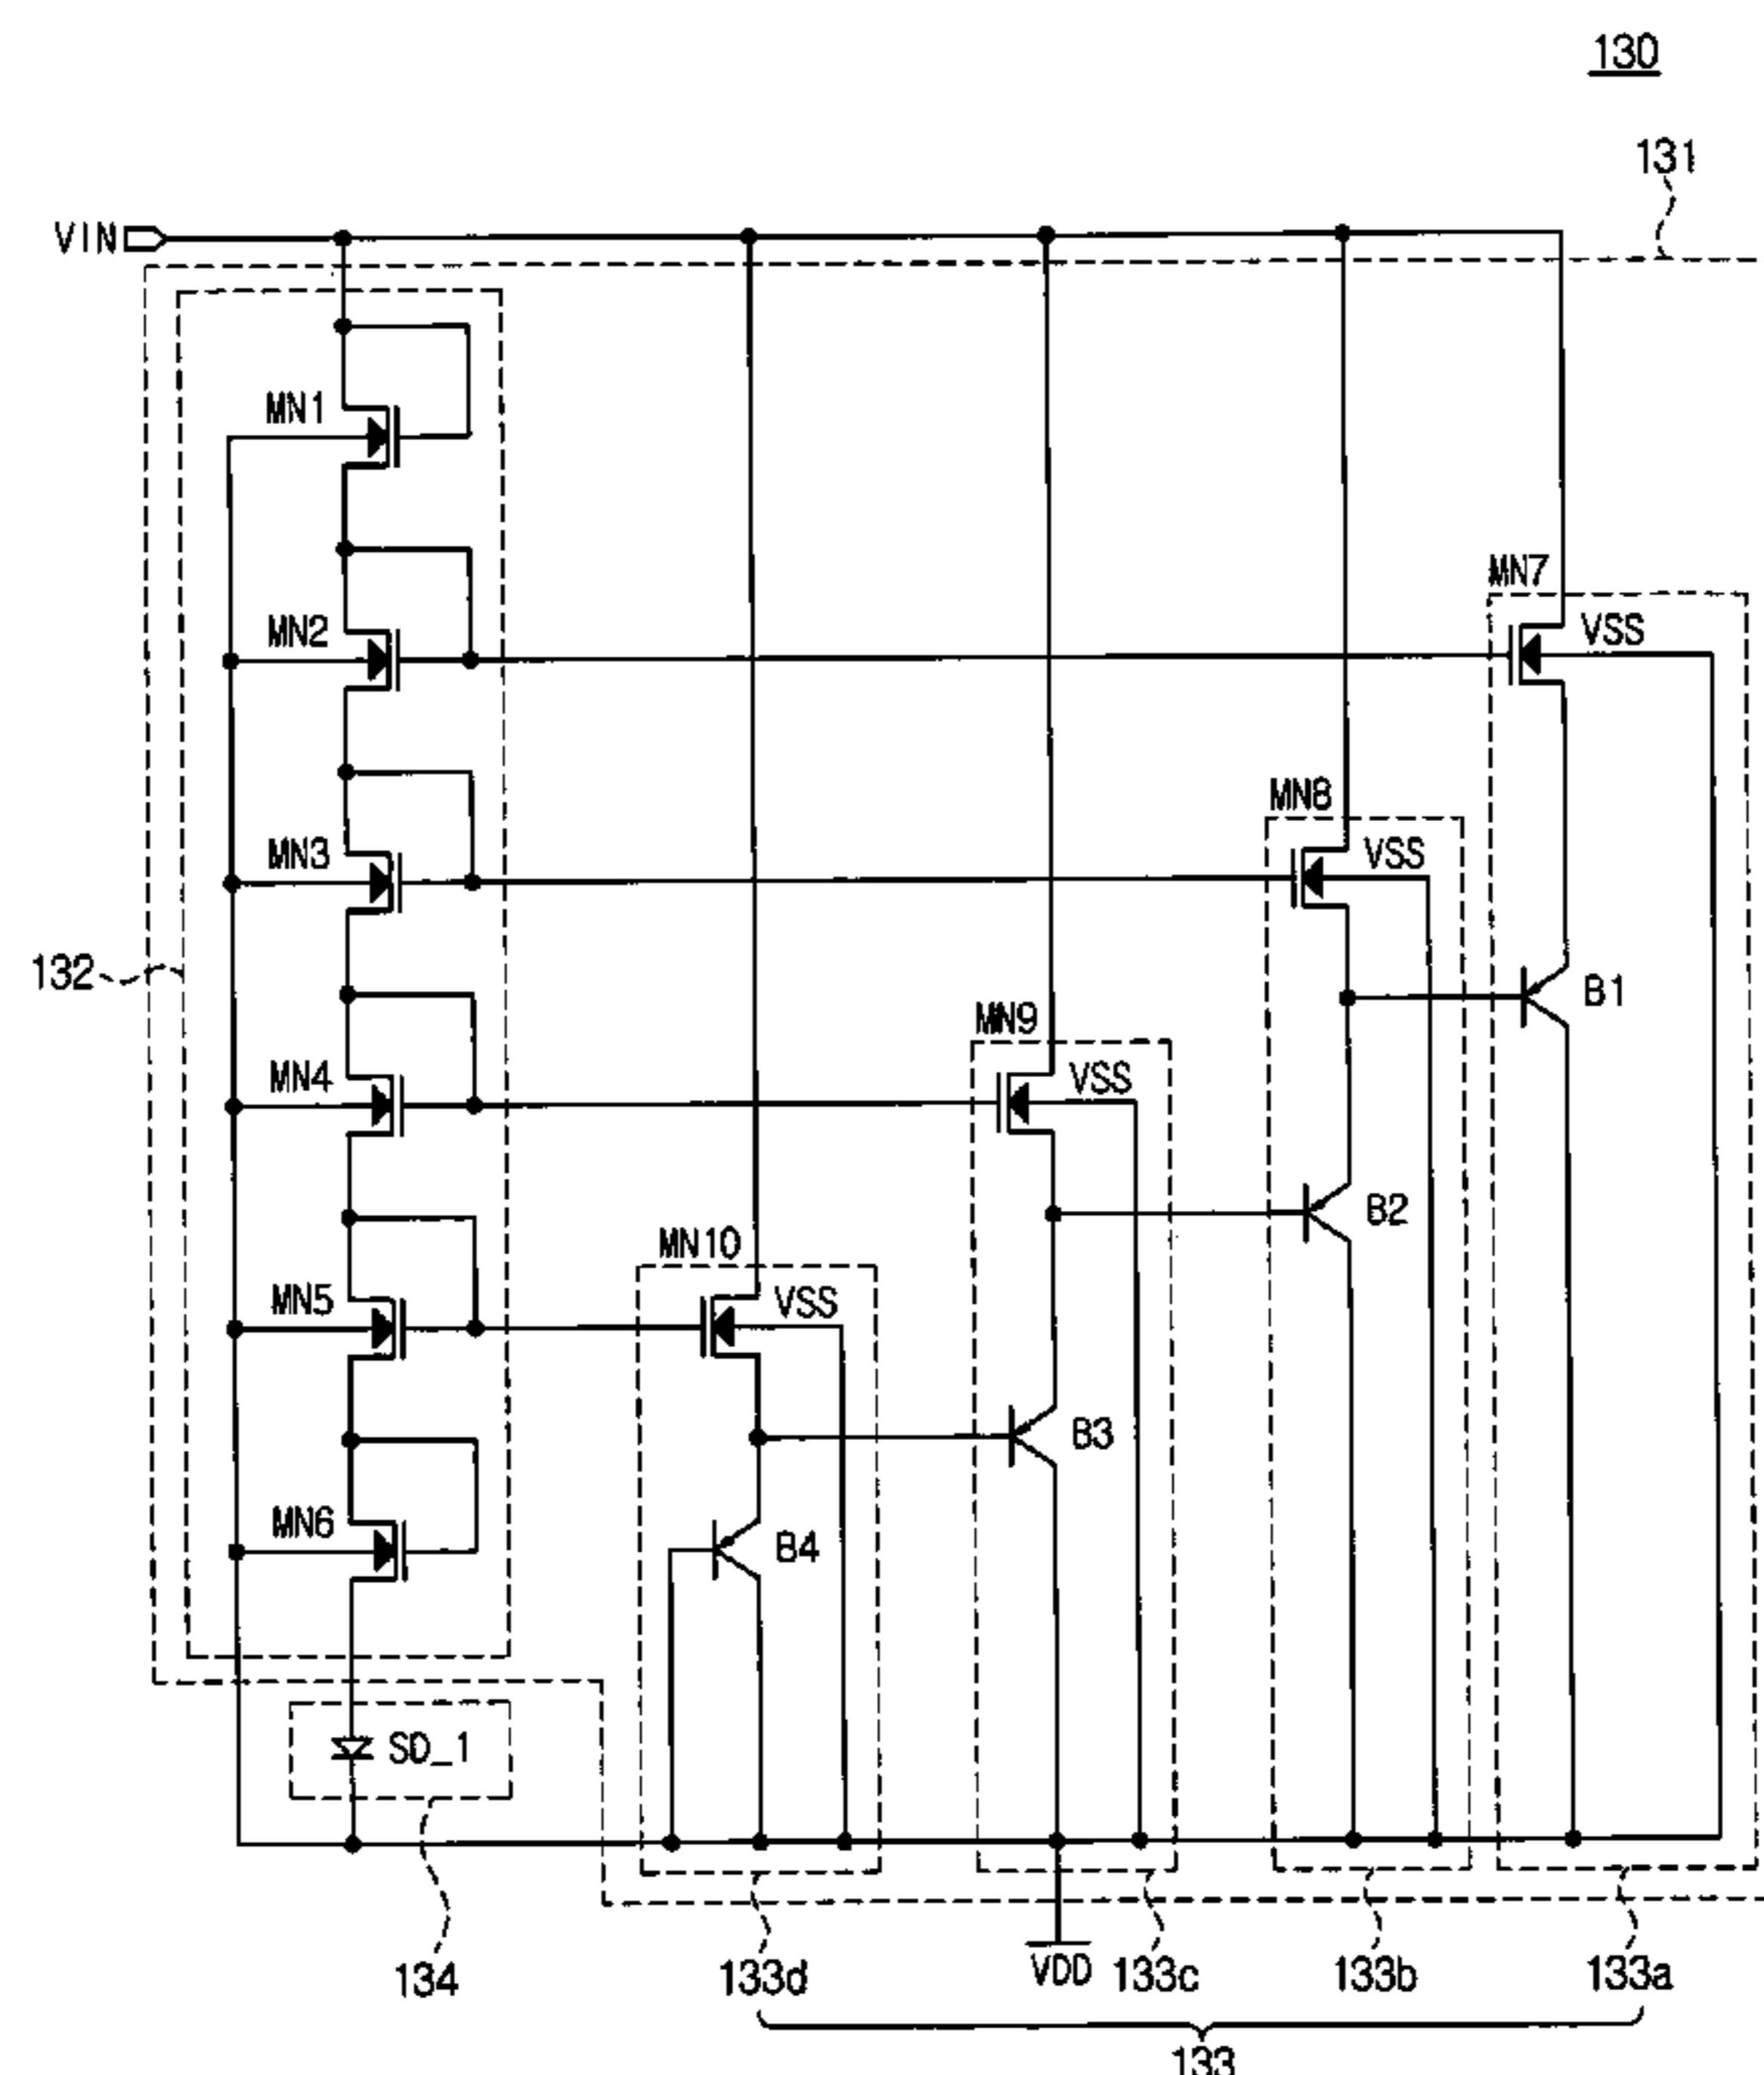 130
131
VIN
MN1
MN7
MN2
VSS
MN8
MN3
VSS
132
B1
MN9
MN4
VSS
B2
MN10
MN5
VSS
B3
MN6
B4
SD_1
134
133d
VDD
133c
133b
133a
133